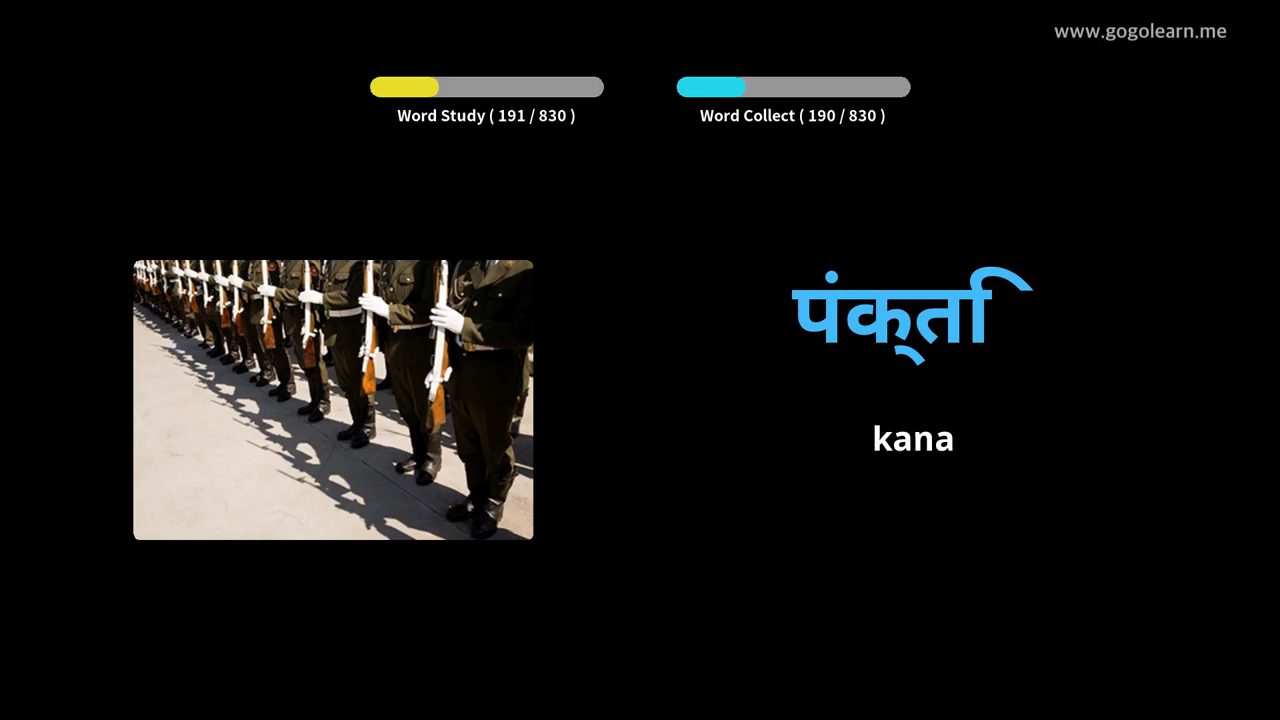 www.gogolearn.me
Word Study ( 191 / 830 )
Word Collect ( 190 / 830 )
पंक्ति
kana